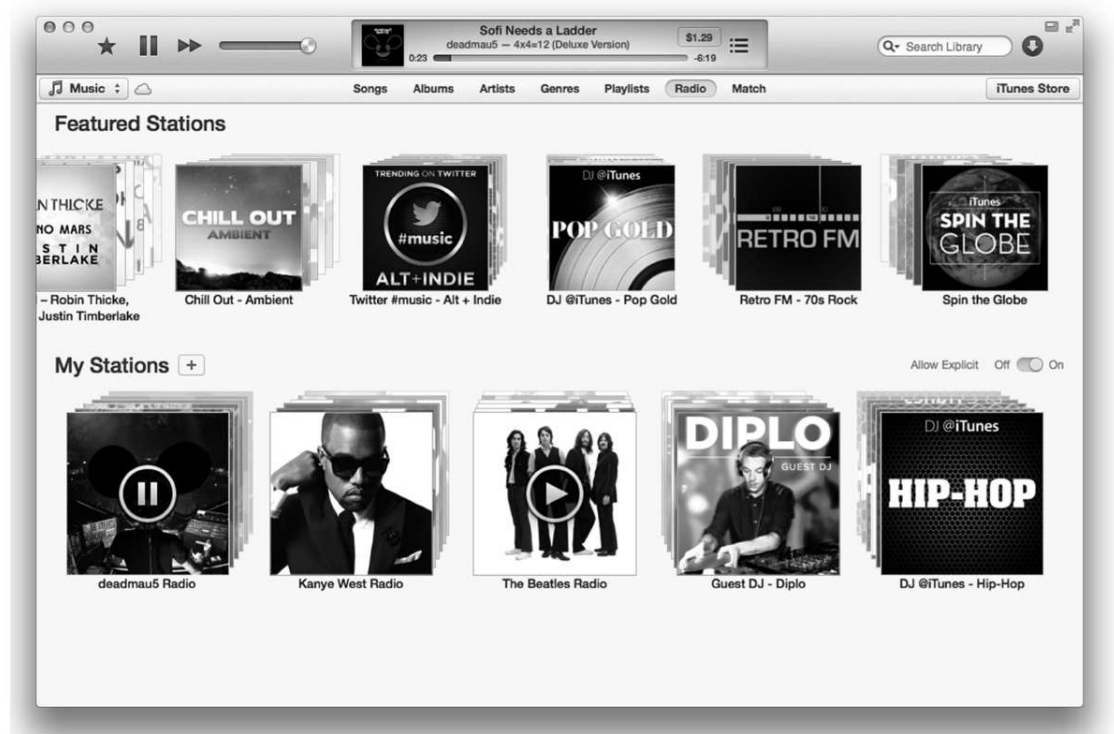 Sofi Needs a Ladder
deadmau5 — 4x4=12 (Deluxe Version)
$1.29
0:23
-6:19
Search Library
Music
Songs Albums Artists Genres Playlists Radio Match
iTunes Store
Featured Stations
N THICKE
NO MARS
S T I N
BERLAKE
CHILL OUT
AMBIENT
TRENDING ON TWITTER
#music
ALT+INDIE
DJ @iTunes
POP GOLD
RETRO FM
iTunes
SPIN THE
GLOBE
– Robin Thicke,
Justin Timberlake
Chill Out - Ambient
Twitter #music - Alt + Indie
DJ @iTunes - Pop Gold
Retro FM - 70s Rock
Spin the Globe
My Stations +
Allow Explicit Off On
DIPLO
GUEST DJ
DJ @iTunes
HIP-HOP
deadmau5 Radio
Kanye West Radio
The Beatles Radio
Guest DJ - Diplo
DJ @iTunes - Hip-Hop